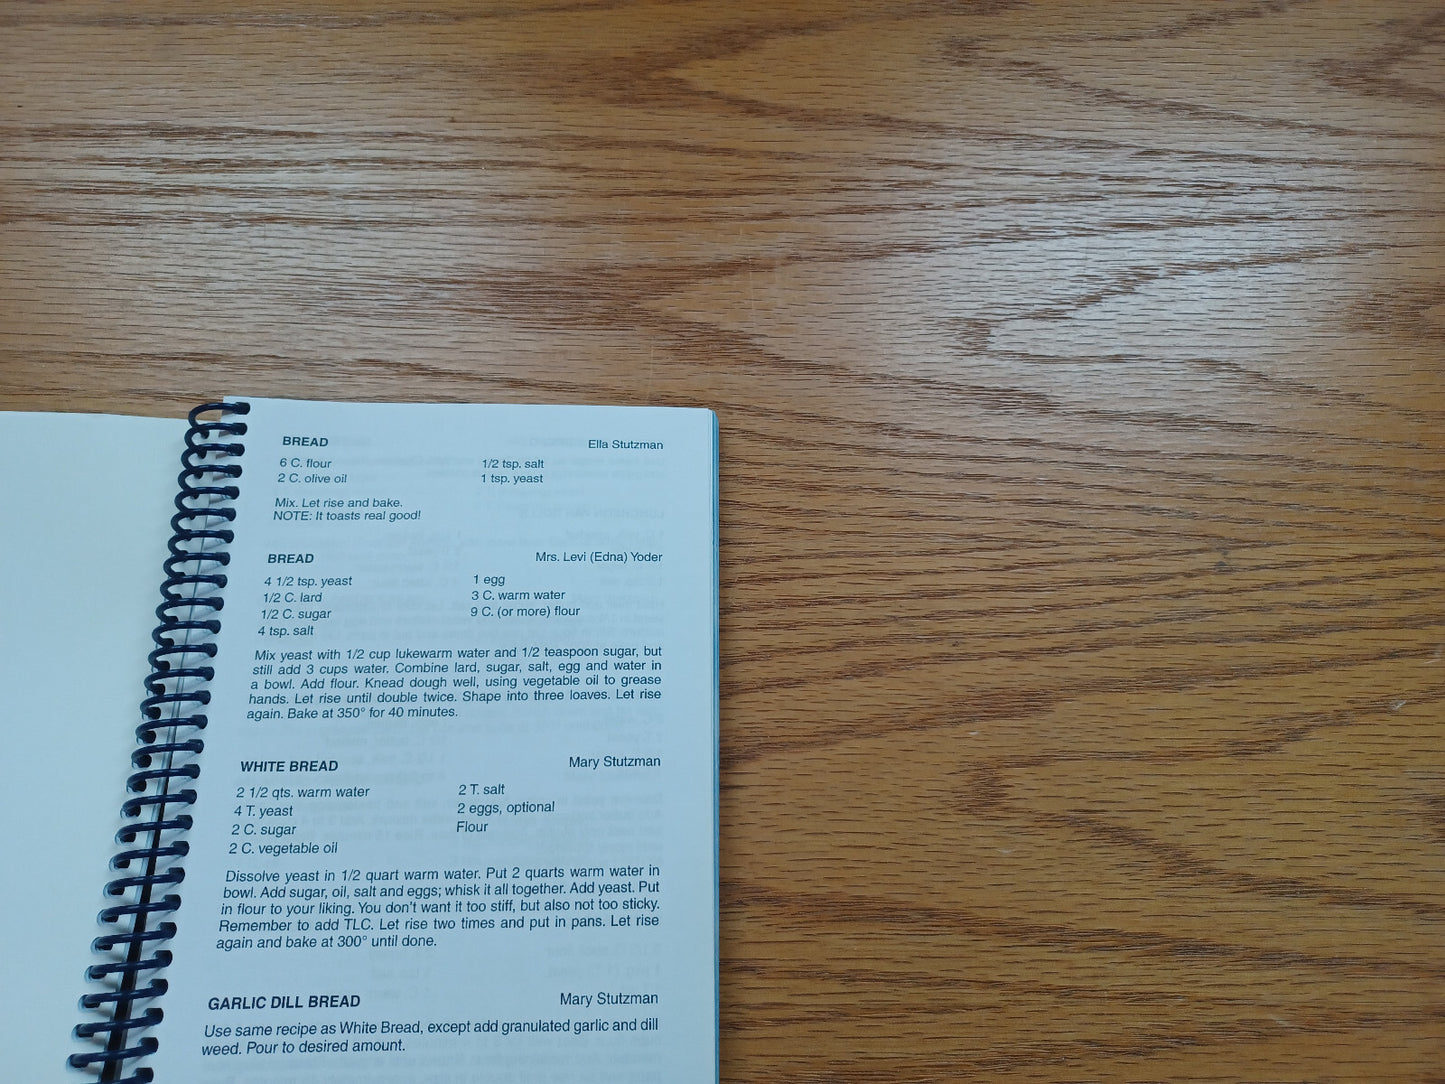 BREAD Ella Stutzman
6 C. flour 1/2 tsp. salt
2 C. olive oil 1 tsp. yeast
Mix. Let rise and bake.
NOTE: It toasts real good!
BREAD Mrs. Levi (Edna) Yoder
4 1/2 tsp. yeast 1 egg
1/2 C. lard 3 C. warm water
1/2 C. sugar 9 C. (or more) flour
4 tsp. salt
Mix yeast with 1/2 cup lukewarm water and 1/2 teaspoon sugar, but
still add 3 cups water. Combine lard, sugar, salt, egg and water in
a bowl. Add flour. Knead dough well, using vegetable oil to grease
hands. Let rise until double twice. Shape into three loaves. Let rise
again. Bake at 350° for 40 minutes.
WHITE BREAD Mary Stutzman
2 1/2 qts. warm water 2 T. salt
4 T. yeast 2 eggs, optional
2 C. sugar Flour
2 C. vegetable oil
Dissolve yeast in 1/2 quart warm water. Put 2 quarts warm water in
bowl. Add sugar, oil, salt and eggs; whisk it all together. Add yeast. Put
in flour to your liking. You don't want it too stiff, but also not too sticky.
Remember to add TLC. Let rise two times and put in pans. Let rise
again and bake at 300° until done.
GARLIC DILL BREAD Mary Stutzman
Use same recipe as White Bread, except add granulated garlic and dill
weed. Pour to desired amount.